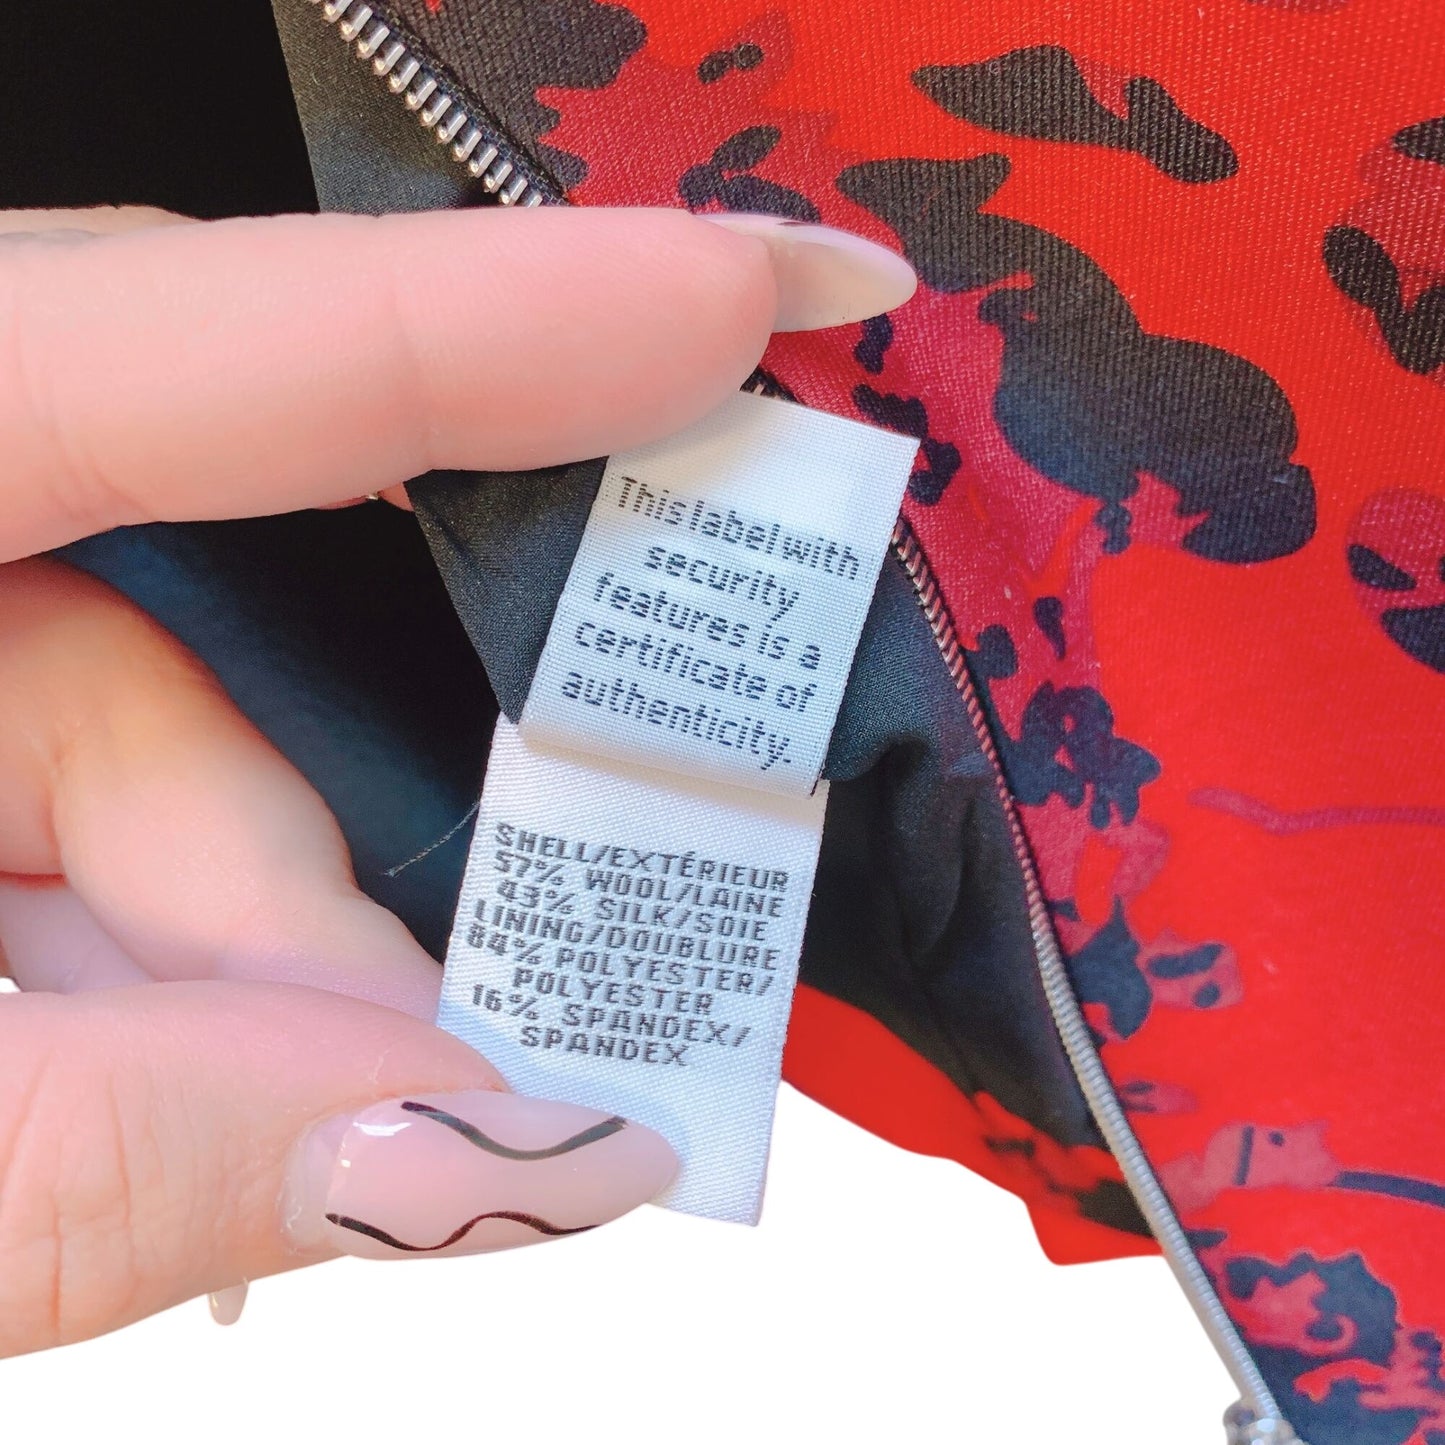 This label with
security
features is a
certificate of
authenticity.
SHELL/EXTÉRIEUR
57% WOOL/LAINE
43% SILK/SOIE
LINING/DOUBLURE
84% POLYESTER/
POLYESTER
16% SPANDEX/
SPANDEX